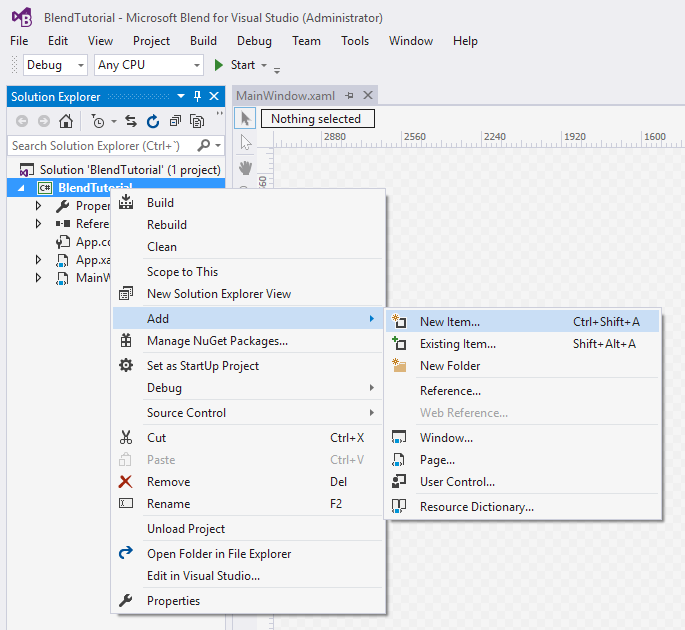 BlendTutorial - Microsoft Blend for Visual Studio (Administrator)
File Edit View Project Build Debug Team Tools Window Help
Debug Any CPU Start
Solution Explorer
MainWindow.xaml
Nothing selected
Search Solution Explorer (Ctrl+`)
2880 2560 2240 1920 1600
Solution 'BlendTutorial' (1 project)
C# BlendTutorial
Proper
Refere
App.co
App.xa
MainW
Build
Rebuild
Clean
Scope to This
New Solution Explorer View
Add
Manage NuGet Packages...
Set as StartUp Project
Debug
Source Control
Cut Ctrl+X
Paste Ctrl+V
Remove Del
Rename F2
Unload Project
Open Folder in File Explorer
Edit in Visual Studio...
Properties
New Item... Ctrl+Shift+A
Existing Item... Shift+Alt+A
New Folder
Reference...
Web Reference...
Window...
Page...
User Control...
Resource Dictionary...